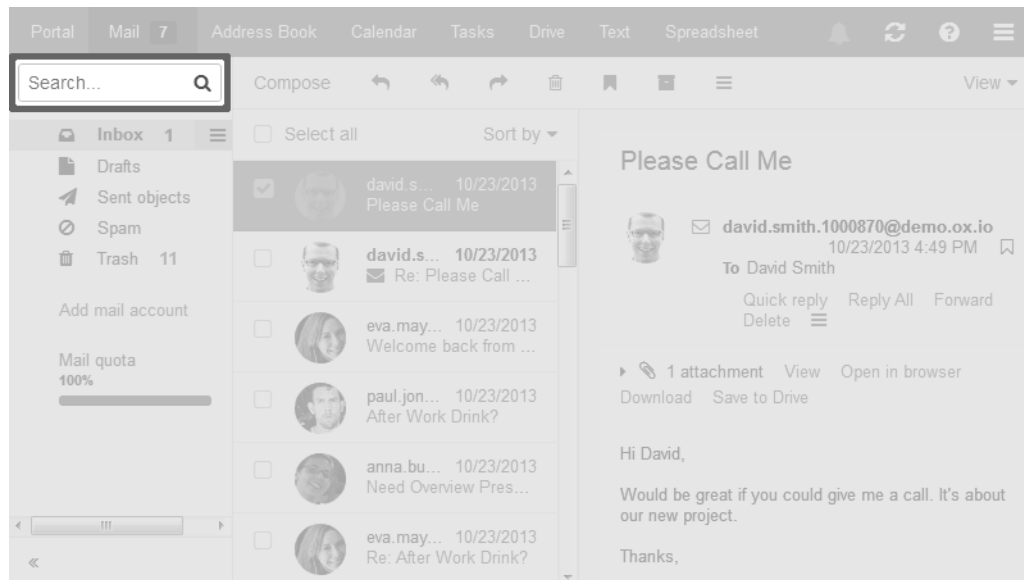 Portal Mail 7 Address Book Calendar Tasks Drive Text Spreadsheet
Search...
Compose
View
Inbox 1
Drafts
Sent objects
Spam
Trash 11
Add mail account
Mail quota
100%
Select all Sort by
david.s... 10/23/2013
Please Call Me
david.s... 10/23/2013
Re: Please Call ...
eva.may... 10/23/2013
Welcome back from ...
paul.jon... 10/23/2013
After Work Drink?
anna.bu... 10/23/2013
Need Overview Pres...
eva.may... 10/23/2013
Re: After Work Drink?
Please Call Me
david.smith.1000870@demo.ox.io
10/23/2013 4:49 PM
To David Smith
Quick reply Reply All Forward
Delete
1 attachment View Open in browser
Download Save to Drive
Hi David,
Would be great if you could give me a call. It's about
our new project.
Thanks,